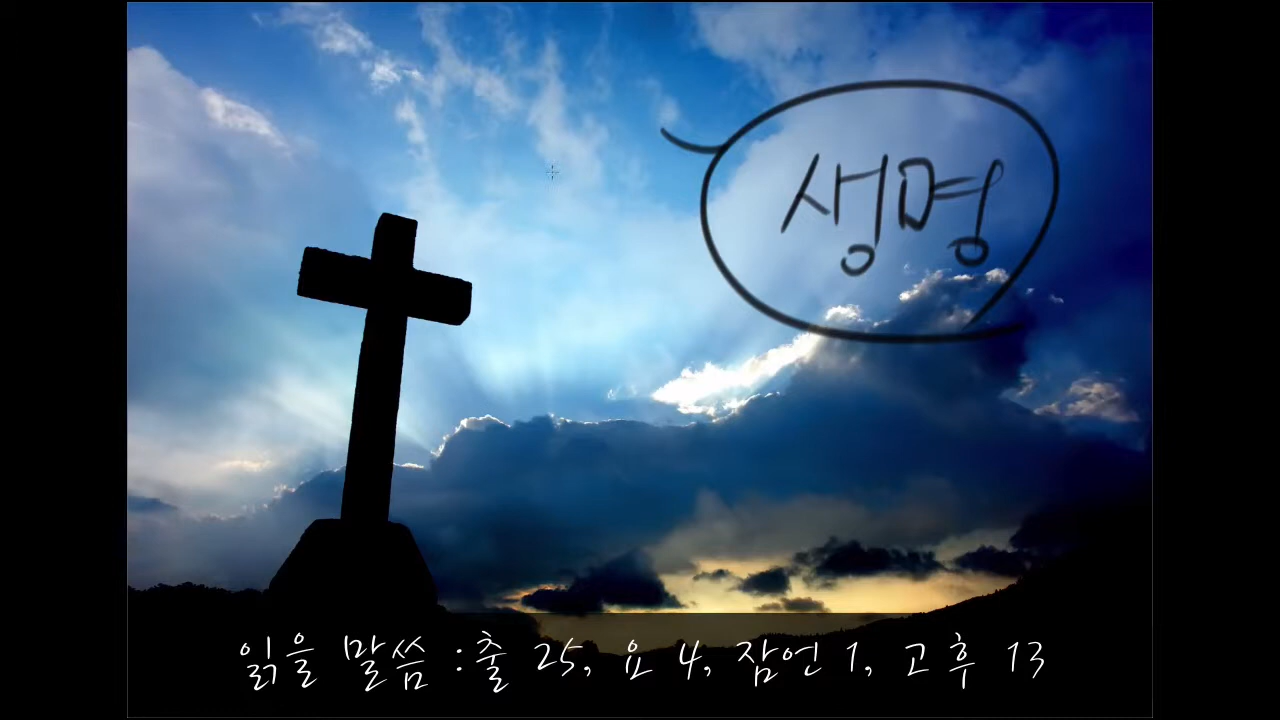 생명
읽을 말씀 : 출 25, 요 4, 잠언 1, 고후 13